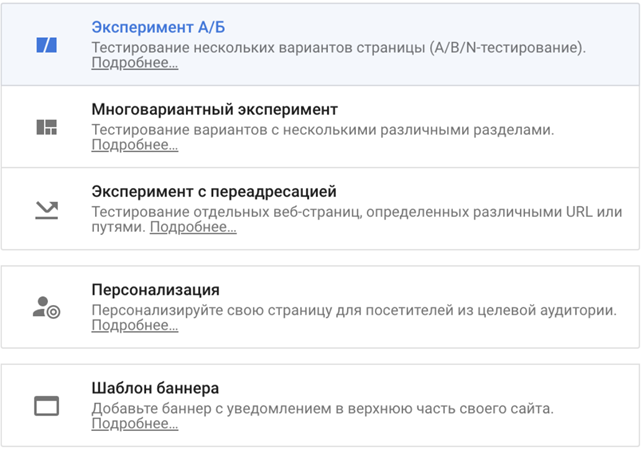 Эксперимент А/Б
Тестирование нескольких вариантов страницы (A/B/N-тестирование).
Подробнее...
Многовариантный эксперимент
Тестирование вариантов с несколькими различными разделами.
Подробнее...
Эксперимент с переадресацией
Тестирование отдельных веб-страниц, определенных различными URL или
путями. Подробнее...
Персонализация
Персонализируйте свою страницу для посетителей из целевой аудитории.
Подробнее...
Шаблон баннера
Добавьте баннер с уведомлением в верхнюю часть своего сайта.
Подробнее...